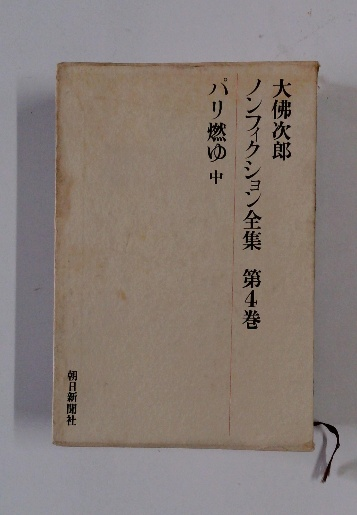 大佛次郎
ノンフィクション全集 第4巻
パリ燃ゆ 中
朝日新聞社